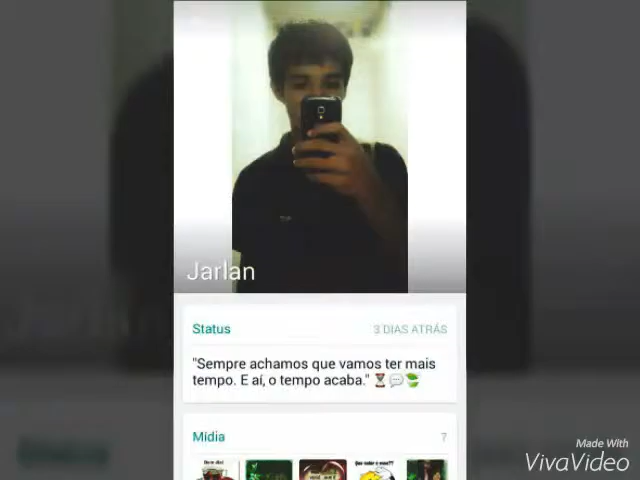 Jarlan
Status
3 DIAS ATRÁS
"Sempre achamos que vamos ter mais
tempo. E aí, o tempo acaba." ⏳💬🍃
Mídia
7
Made With
VivaVideo